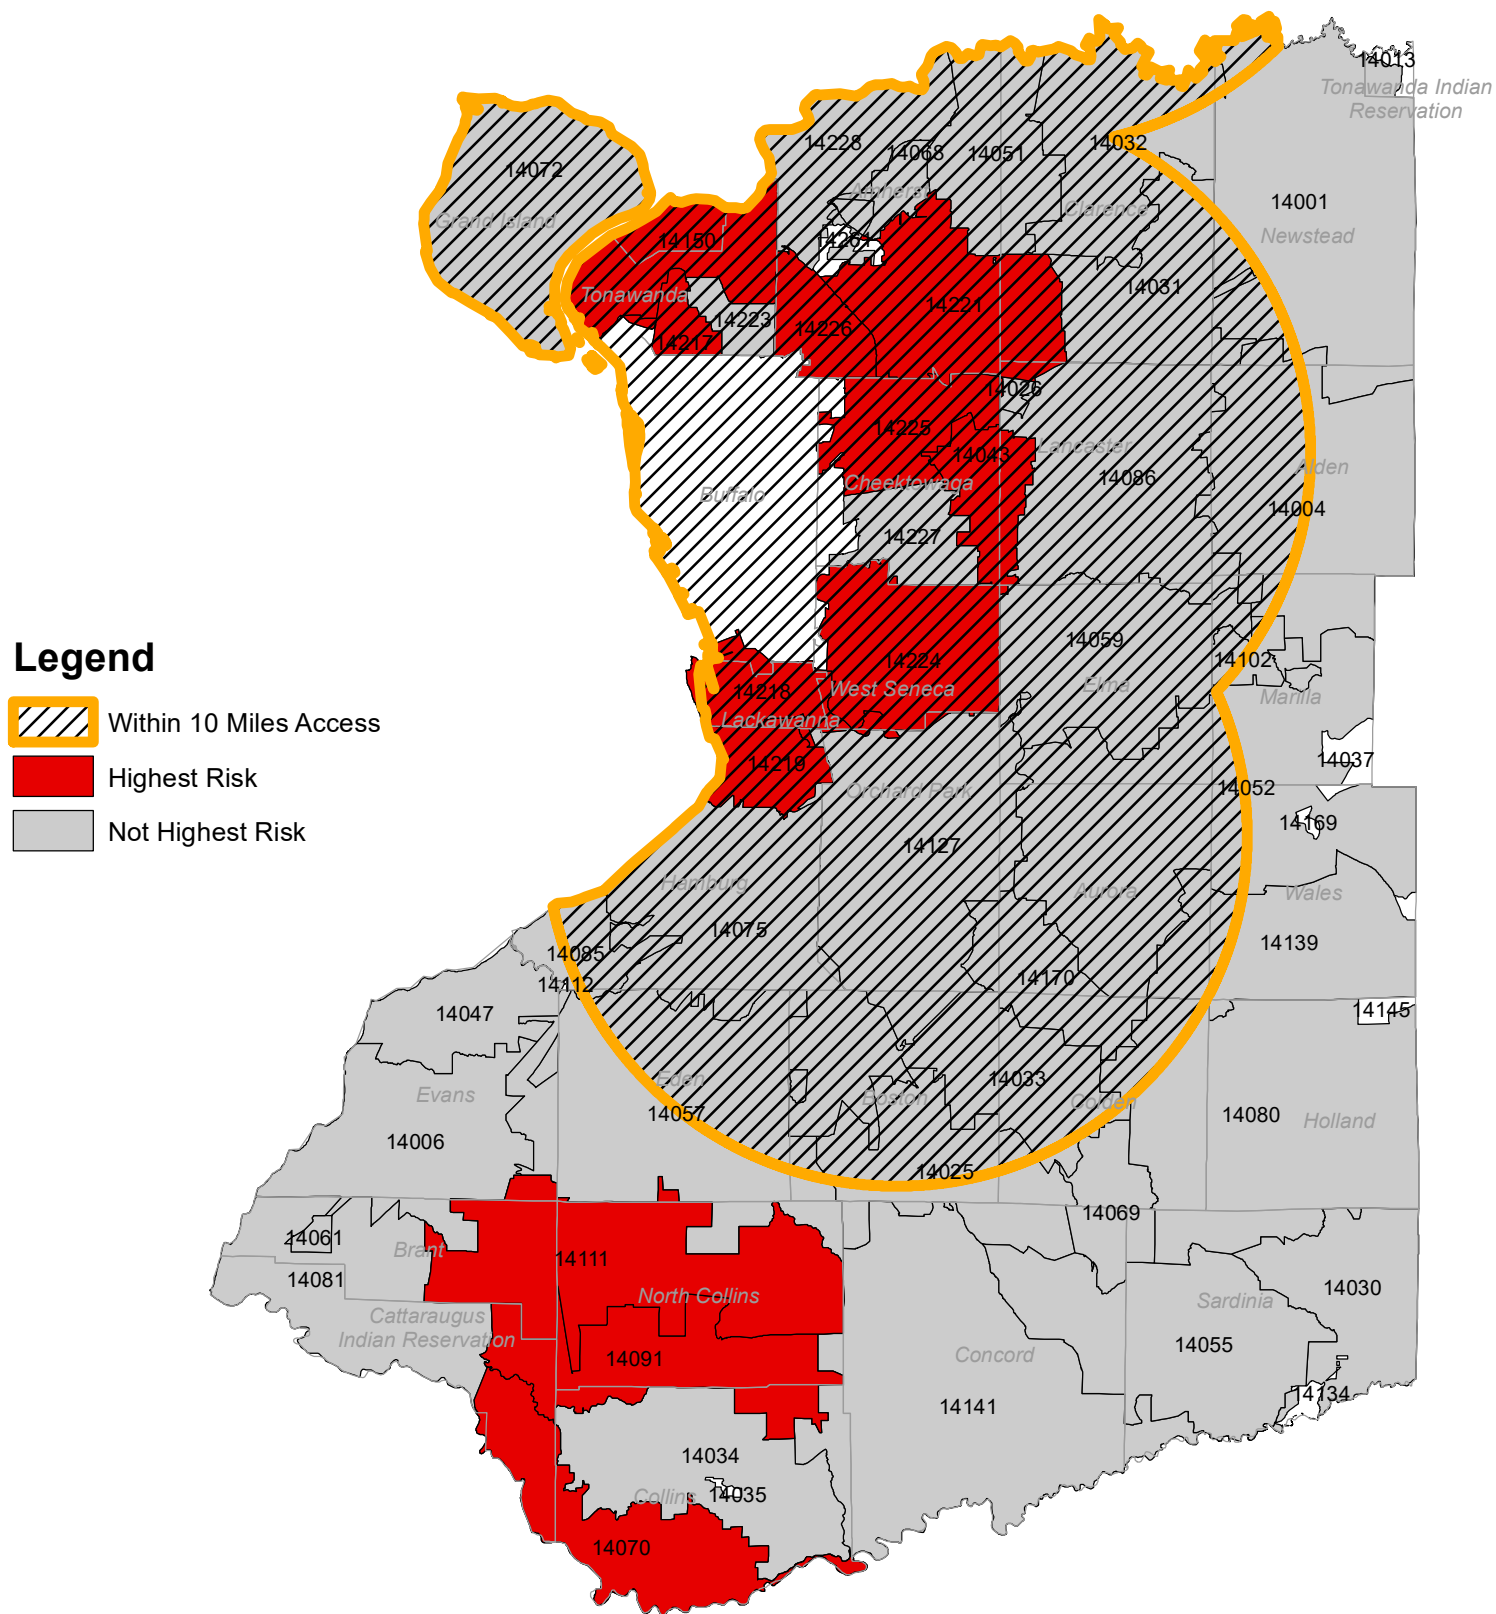 14013
Tonawanda Indian
Reservation
14032
14228
14068
14051
14072
Amherst
14001
Clarence
Grand Island
Newstead
14150
14261
14031
Tonawanda
14221
14223
14226
14217
14026
14225
14043
Lancaster
Alden
14086
Cheektowaga
Buffalo
14004
14227
14059
14224
14102
Elma
Marilla
14218
West Seneca
Lackawanna
14037
14219
14052
Orchard Park
14169
14127
Hamburg
Aurora
Wales
14075
14139
14085
14170
14112
14047
14145
Eden
14033
Evans
Boston
Colden
14057
14080
Holland
14006
14025
14069
14061
Brant
14111
14081
14030
North Collins
Sardinia
Cattaraugus
Indian Reservation
14055
Concord
14091
14134
14141
14034
Collins
14035
14070
Legend
Within 10 Miles Access
Highest Risk
Not Highest Risk